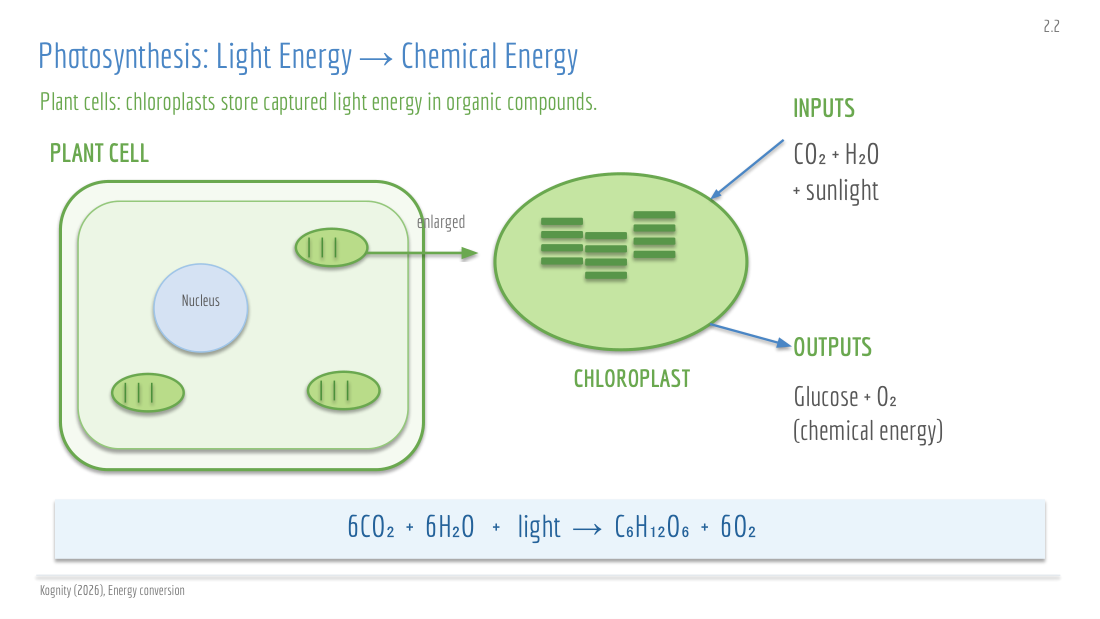 2.2
Photosynthesis: Light Energy → Chemical Energy
Plant cells: chloroplasts store captured light energy in organic compounds.
PLANT CELL
enlarged
Nucleus
CHLOROPLAST
INPUTS
CO₂ + H₂O
+ sunlight
OUTPUTS
Glucose + O₂
(chemical energy)
6CO₂ + 6H₂O + light → C₆H₁₂O₆ + 6O₂
Kognity (2026), Energy conversion